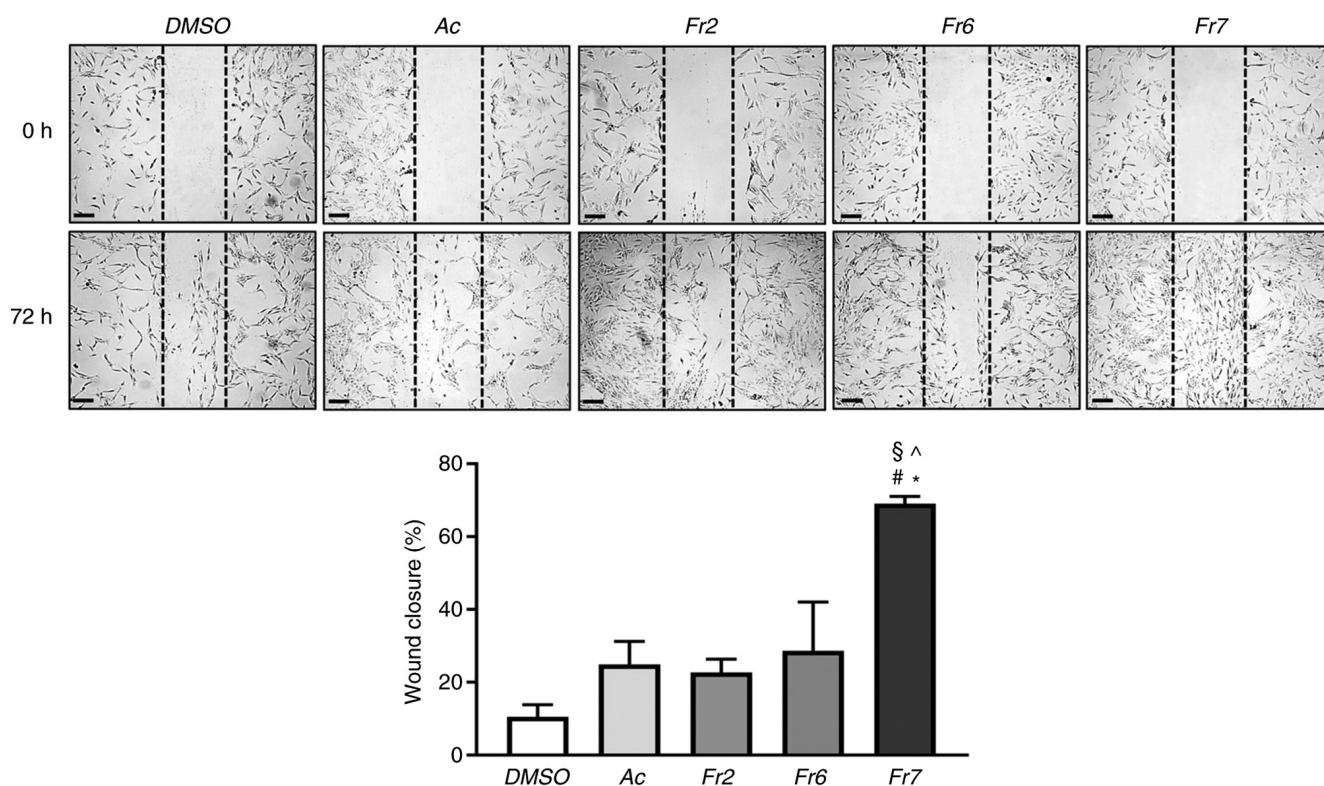 DMSO Ac Fr2 Fr6 Fr7
0 h
72 h
§ ^
# *
80
60
40
20
0
Wound closure (%)
DMSO Ac Fr2 Fr6 Fr7